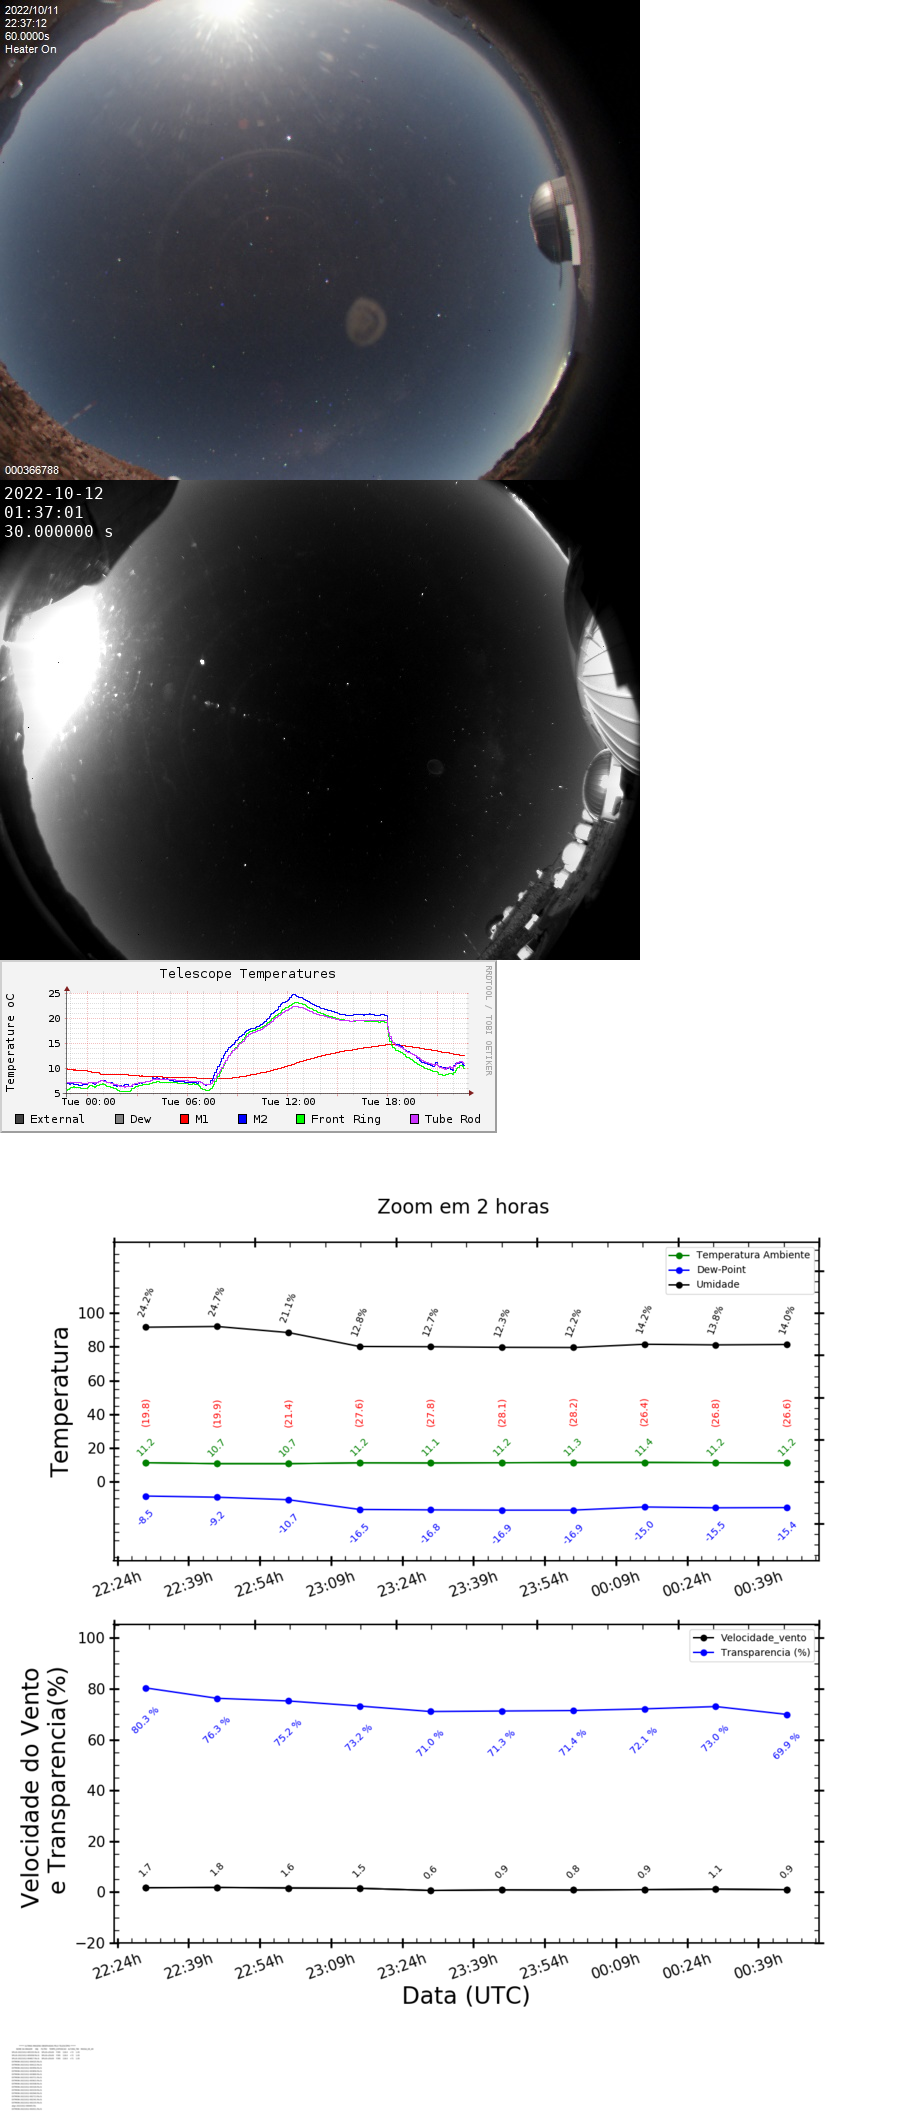 2022/10/11
22:37:12
60.0000s
Heater On
000366788
2022-10-12
01:37:01
30.000000 s
Telescope Temperatures
RRDTOOL / TOBI OETIKER
Temperature oC
25
20
15
10
5
Tue 00:00 Tue 06:00 Tue 12:00 Tue 18:00
External Dew M1 M2 Front Ring Tube Rod
Zoom em 2 horas
Temperatura Ambiente
Dew-Point
Umidade
Temperatura
100
80
60
40
20
0
24.2% 24.7% 21.1% 12.8% 12.7% 12.3% 12.2% 14.2% 13.8% 14.0%
(19.8) (19.9) (21.4) (27.6) (27.8) (28.1) (28.2) (26.4) (26.8) (26.6)
11.2 10.7 10.7 11.2 11.1 11.2 11.3 11.4 11.2 11.2
-8.5 -9.2 -10.7 -16.5 -16.8 -16.9 -16.9 -15.0 -15.5 -15.4
22:24h 22:39h 22:54h 23:09h 23:24h 23:39h 23:54h 00:09h 00:24h 00:39h
Velocidade_vento
Transparencia (%)
Velocidade do Vento
e Transparencia(%)
100
80
60
40
20
0
−20
80.3 % 76.3 % 75.2 % 73.2 % 71.0 % 71.3 % 71.4 % 72.1 % 73.0 % 69.9 %
1.7 1.8 1.6 1.5 0.6 0.9 0.8 0.9 1.1 0.9
22:24h 22:39h 22:54h 23:09h 23:24h 23:39h 23:54h 00:09h 00:24h 00:39h
Data (UTC)